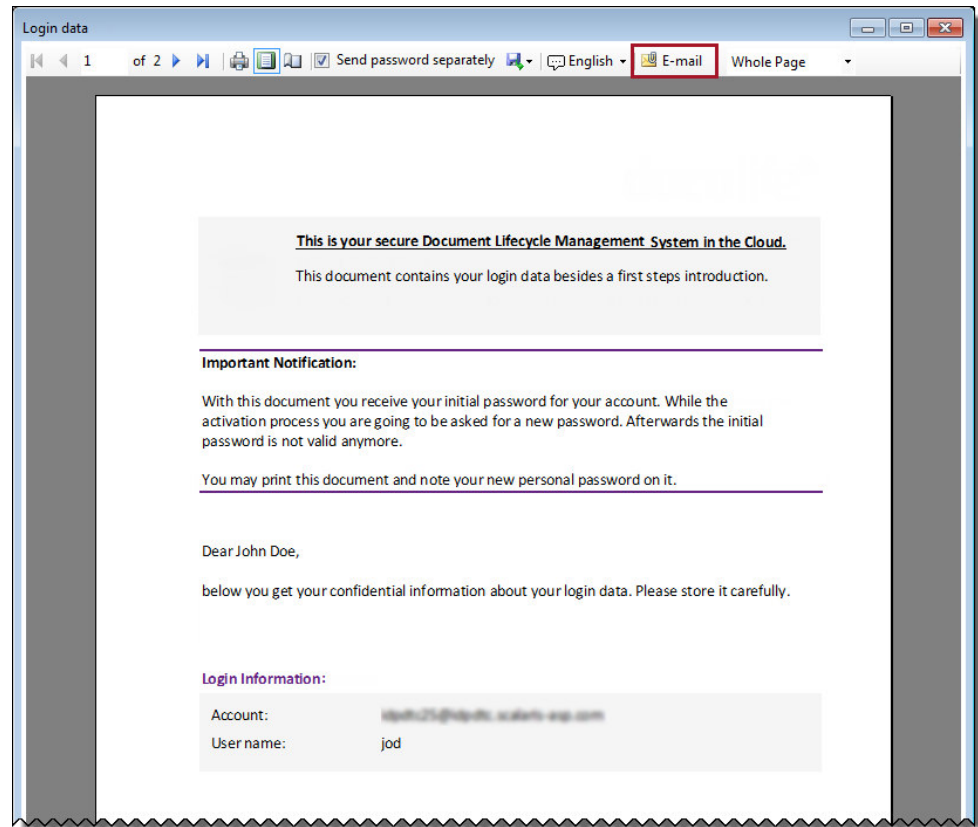 Login data
1 of 2 Send password separately English E-mail Whole Page
This is your secure Document Lifecycle Management System in the Cloud.
This document contains your login data besides a first steps introduction.
Important Notification:
With this document you receive your initial password for your account. While the
activation process you are going to be asked for a new password. Afterwards the initial
password is not valid anymore.
You may print this document and note your new personal password on it.
Dear John Doe,
below you get your confidential information about your login data. Please store it carefully.
Login Information:
Account:
User name: jod